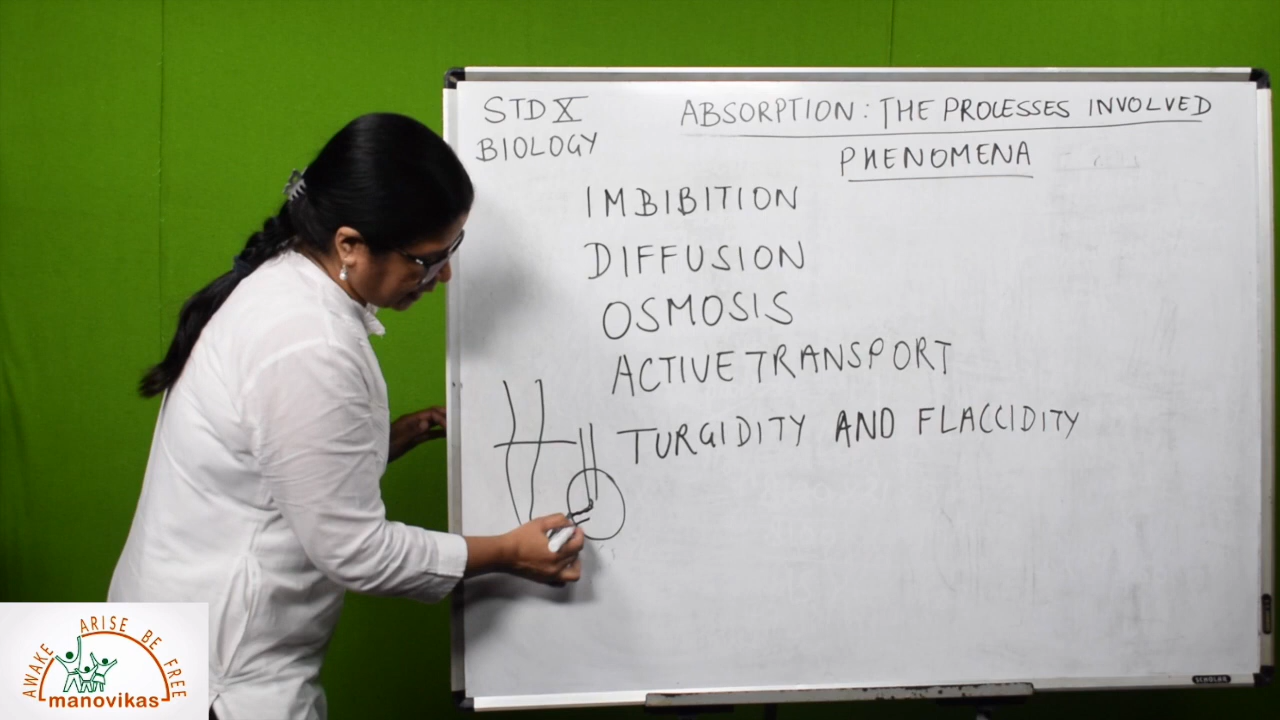 STD X
BIOLOGY
ABSORPTION : THE PROCESSES INVOLVED
PHENOMENA
IMBIBITION
DIFFUSION
OSMOSIS
ACTIVE TRANSPORT
TURGIDITY AND FLACCIDITY
AWAKE ARISE BE FREE
manovikas
SCHOLAR